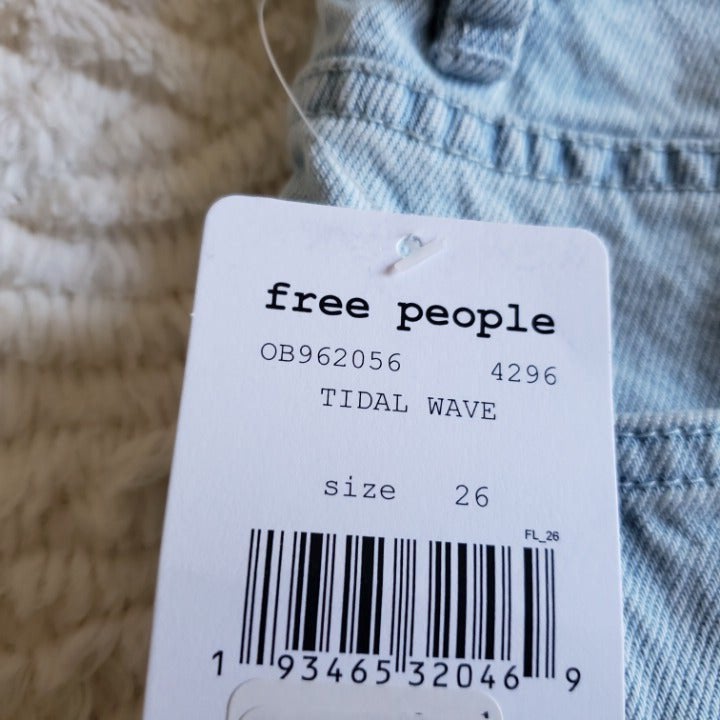 free people
OB962056 4296
TIDAL WAVE
size 26
FL_26
1 93465 32046 9